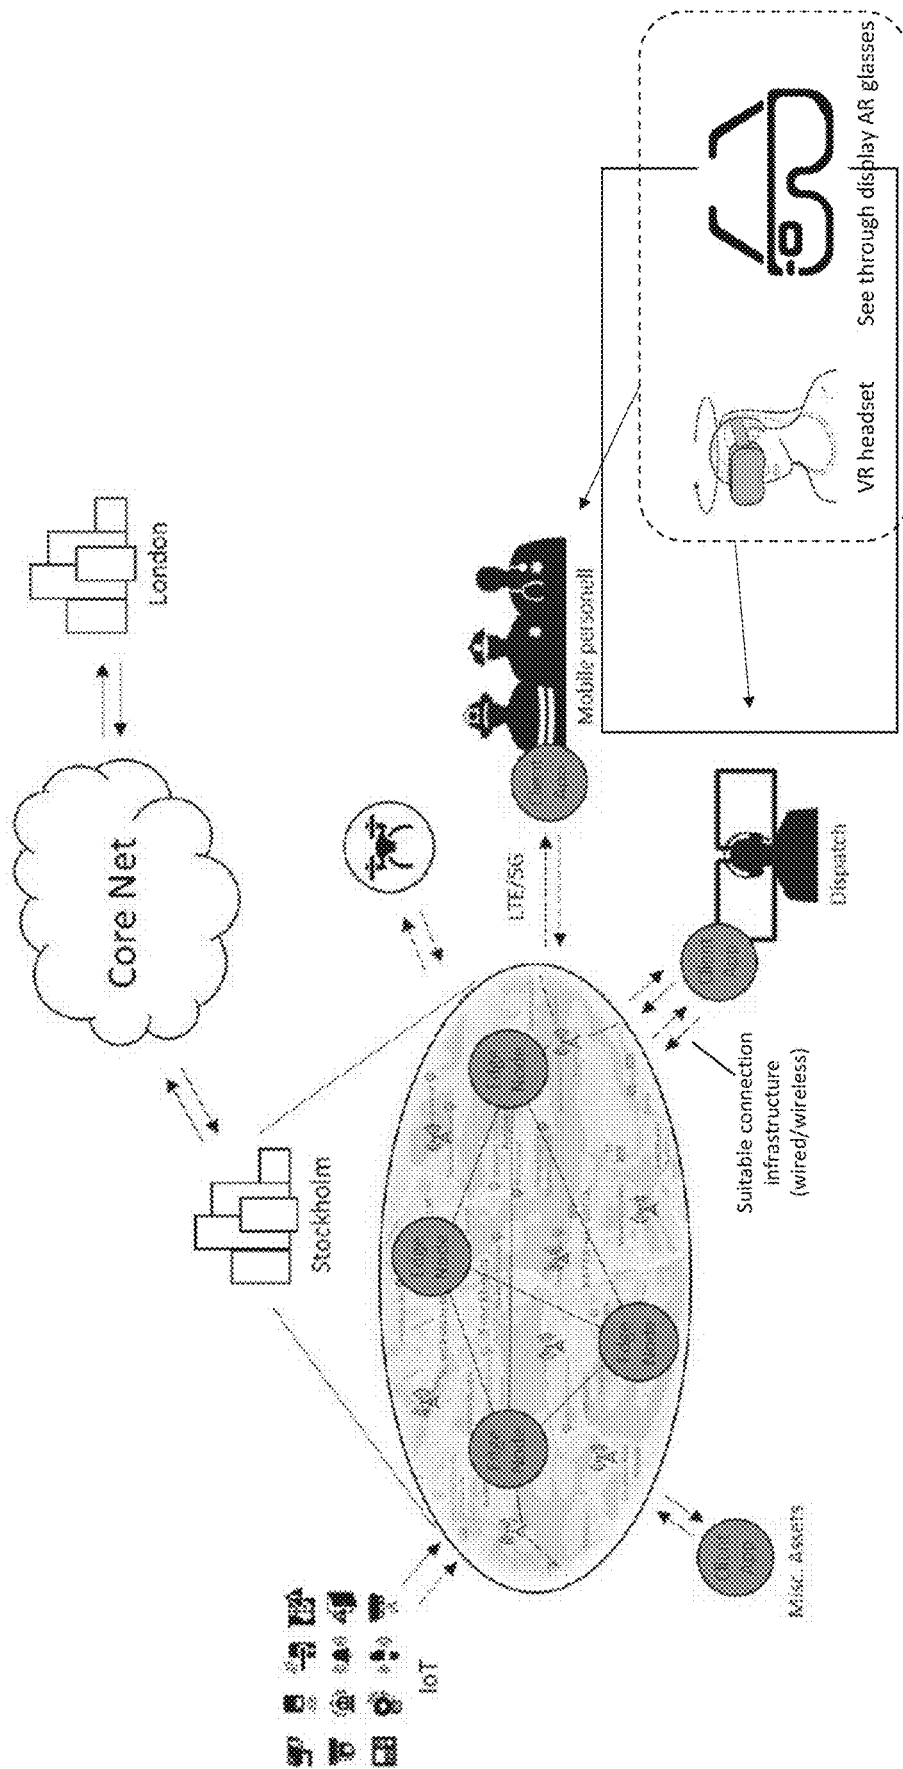 Core Net
London
Stockholm
IoT
LTE/5G
Mobile personell
Misc. Assets
Suitable connection
infrastructure
(wired/wireless)
Dispatch
VR headset
See through display AR glasses